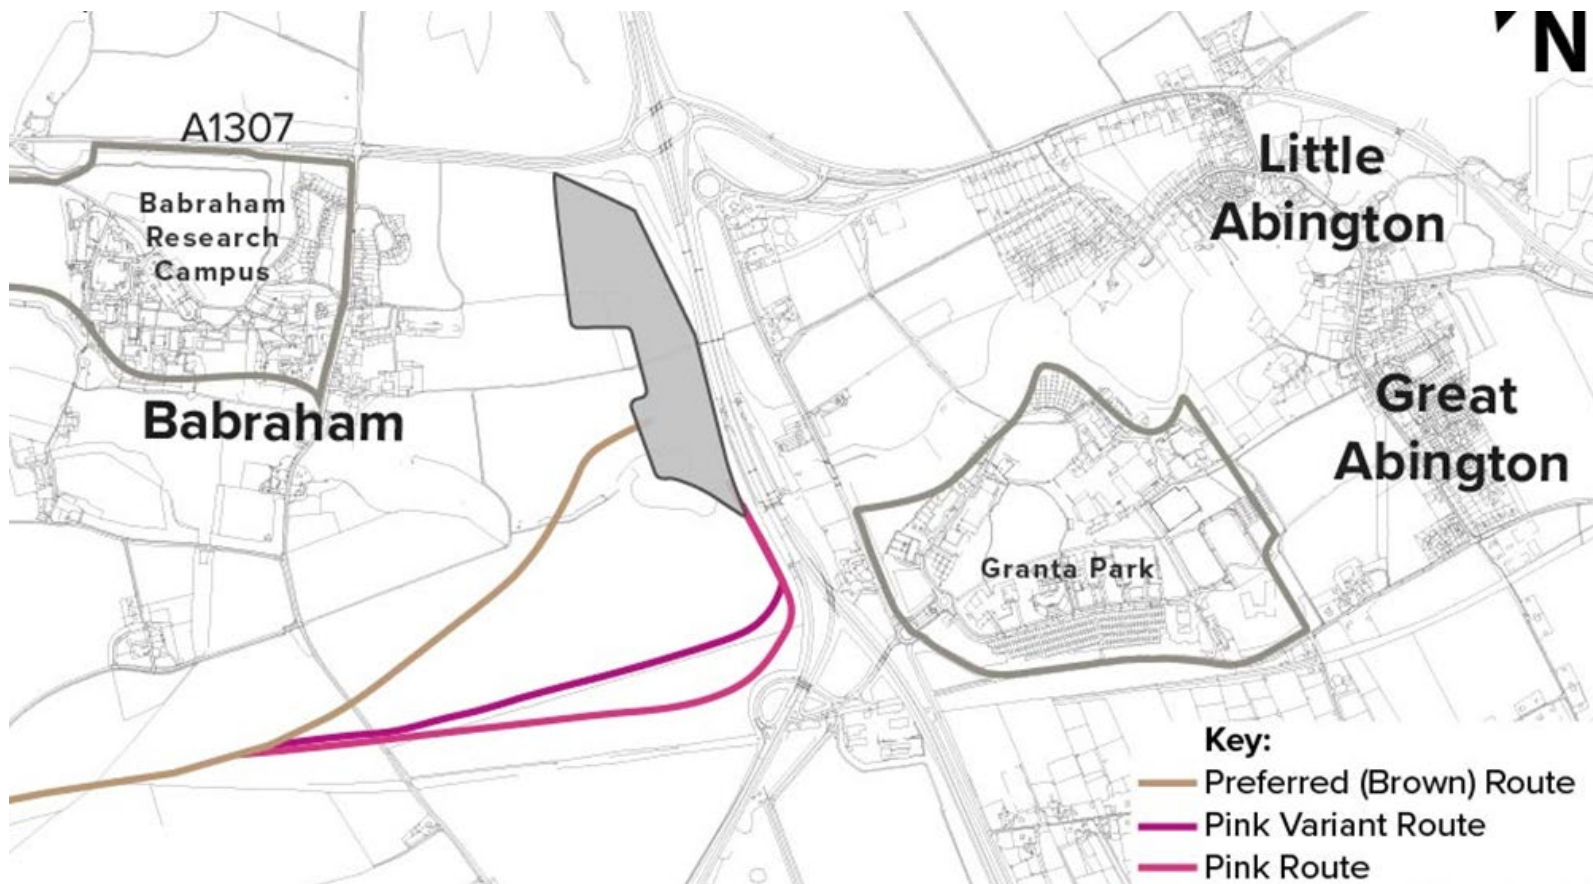 N
A1307
Babraham
Research
Campus
Babraham
Little
Abington
Great
Abington
Granta Park
Key:
Preferred (Brown) Route
Pink Variant Route
Pink Route